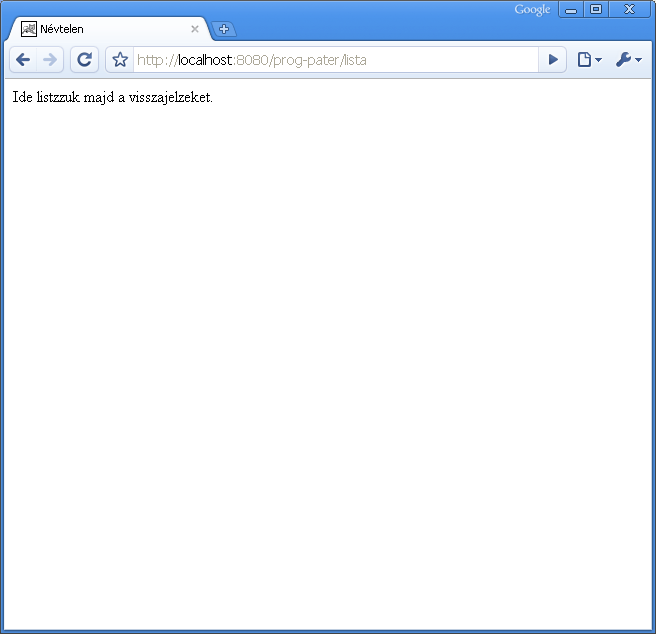 Google
Névtelen
http://localhost:8080/prog-pater/lista
Ide listzzuk majd a visszajelzeket.